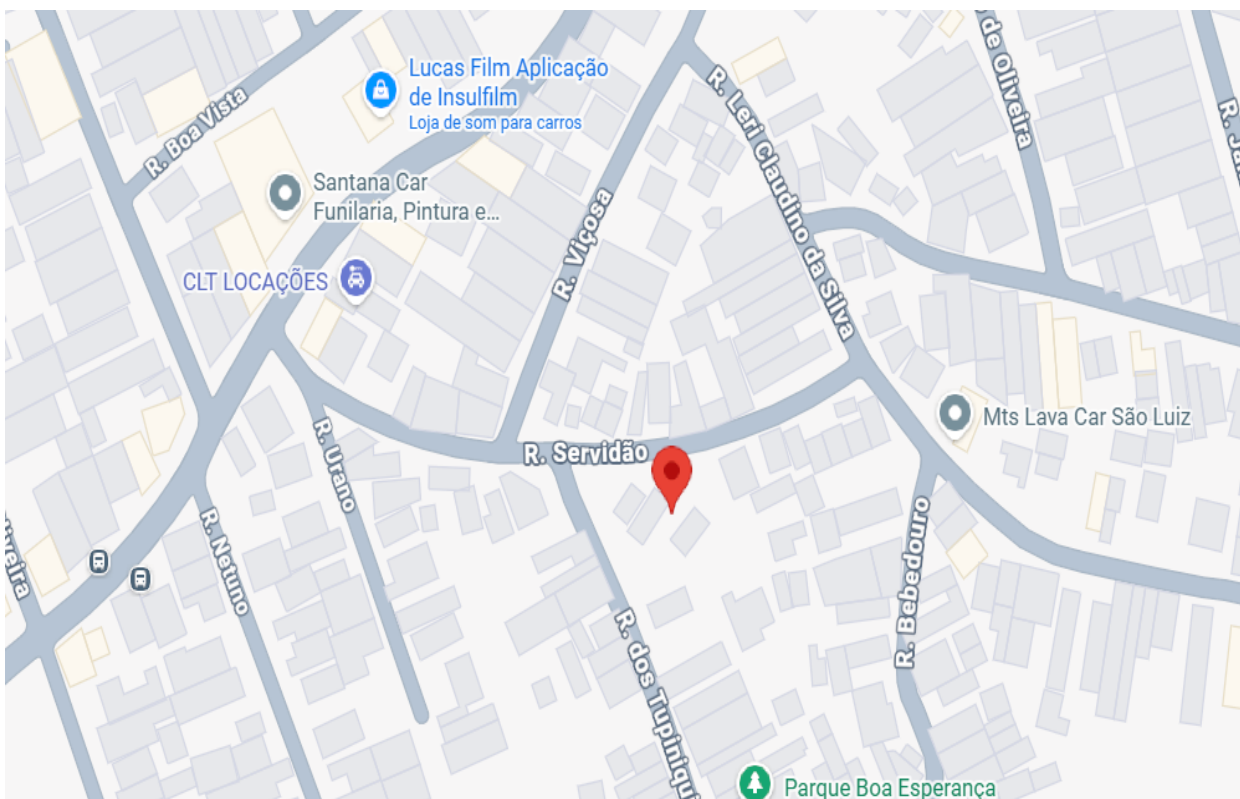 Lucas Film Aplicação
de Insulfilm
Loja de som para carros
de Oliveira
R. Boa Vista
R. Leri Claudino da Silva
Santana Car
Funilaria, Pintura e...
R. Viçosa
CLT LOCAÇÕES
Mts Lava Car São Luiz
R. Servidão
R. Urano
R. Netuno
R. Bebedouro
R. dos Tupiniqui
Parque Boa Esperança